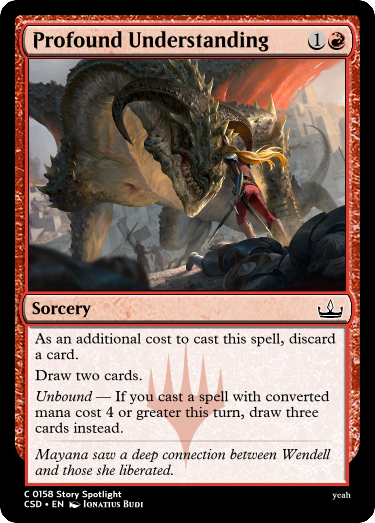 Profound Understanding 1
Sorcery
As an additional cost to cast this spell, discard
a card.
Draw two cards.
Unbound — If you cast a spell with converted
mana cost 4 or greater this turn, draw three
cards instead.
Mayana saw a deep connection between Wendell
and those she liberated.
C 0158 Story Spotlight
CSD • EN Ignatius Budi
yeah